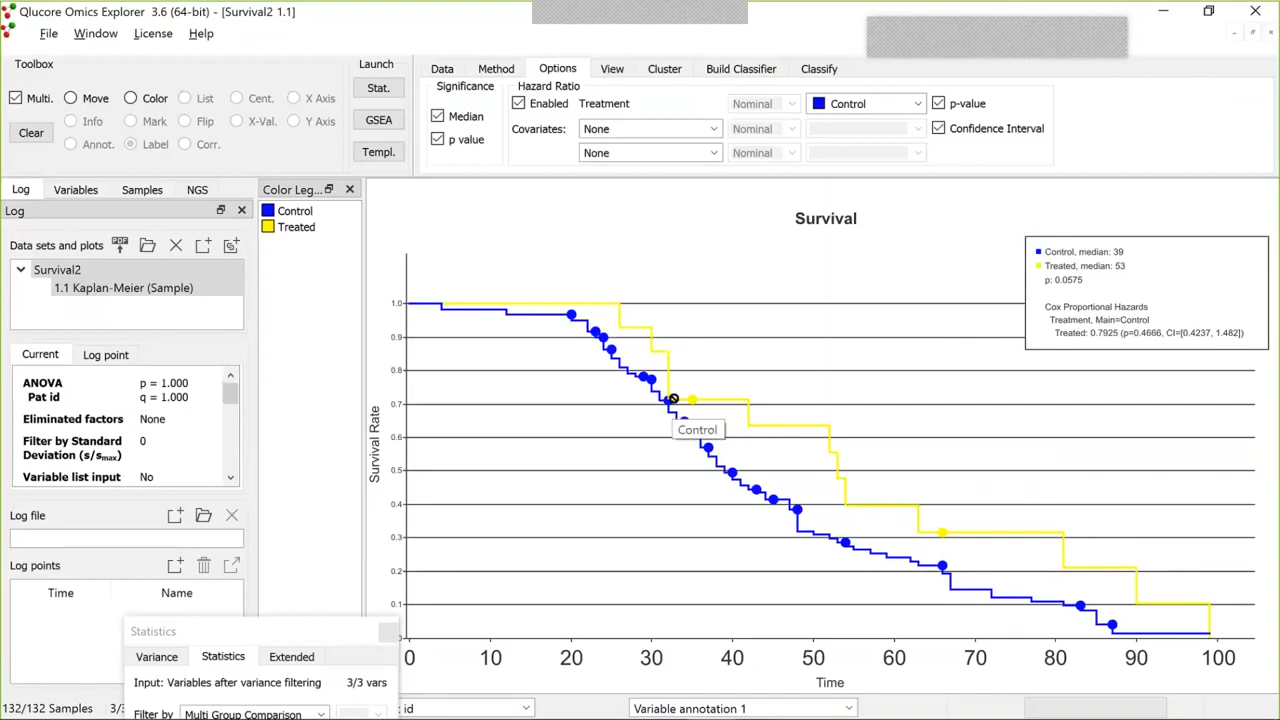 Qlucore Omics Explorer 3.6 (64-bit) - [Survival2 1.1]
File Window License Help
Toolbox
Launch
Data Method Options View Cluster Build Classifier Classify
Multi. Move Color List Cent. X Axis
Stat.
Significance Hazard Ratio
Enabled Treatment Nominal Control p-value
Info Mark Flip X-Val. Y Axis
Clear
GSEA
Median
Covariates: None Nominal Confidence Interval
p value
Annot. Label Corr.
Templ.
None Nominal
Log Variables Samples NGS
Color Leg...
Log
Control
Treated
Data sets and plots PDF
Survival2
1.1 Kaplan-Meier (Sample)
Current Log point
ANOVA p = 1.000
Pat id q = 1.000
Eliminated factors None
Filter by Standard 0
Deviation (s/smax)
Variable list input No
Log file
Log points
Time Name
Statistics
Variance Statistics Extended
Input: Variables after variance filtering 3/3 vars
Filter by Multi Group Comparison
132/132 Samples 3/3
id
Variable annotation 1
Survival
Control, median: 39
Treated, median: 53
p: 0.0575
Cox Proportional Hazards
Treatment, Main=Control
Treated: 0.7925 (p=0.4666, CI=[0.4237, 1.482])
Survival Rate
1.0
0.9
0.8
0.7
0.6
0.5
0.4
0.3
0.2
0.1
Control
0 10 20 30 40 50 60 70 80 90 100
Time